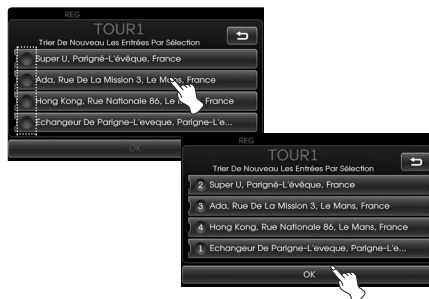 REG
TOUR1
Trier De Nouveau Les Entrées Par Sélection
Super U, Parigné-L'évêque, France
Ada, Rue De La Mission 3, Le Mans, France
Hong Kong, Rue Nationale 86, Le France
Echangeur De Parigne-L'eveque, Parigne-L'e...
OK
REG
TOUR1
Trier De Nouveau Les Entrées Par Sélection
2 Super U, Parigné-L'évêque, France
3 Ada, Rue De La Mission 3, Le Mans, France
4 Hong Kong, Rue Nationale 86, Le Mans, France
1 Echangeur De Parigne-L'eveque, Parigne-L'e...
OK